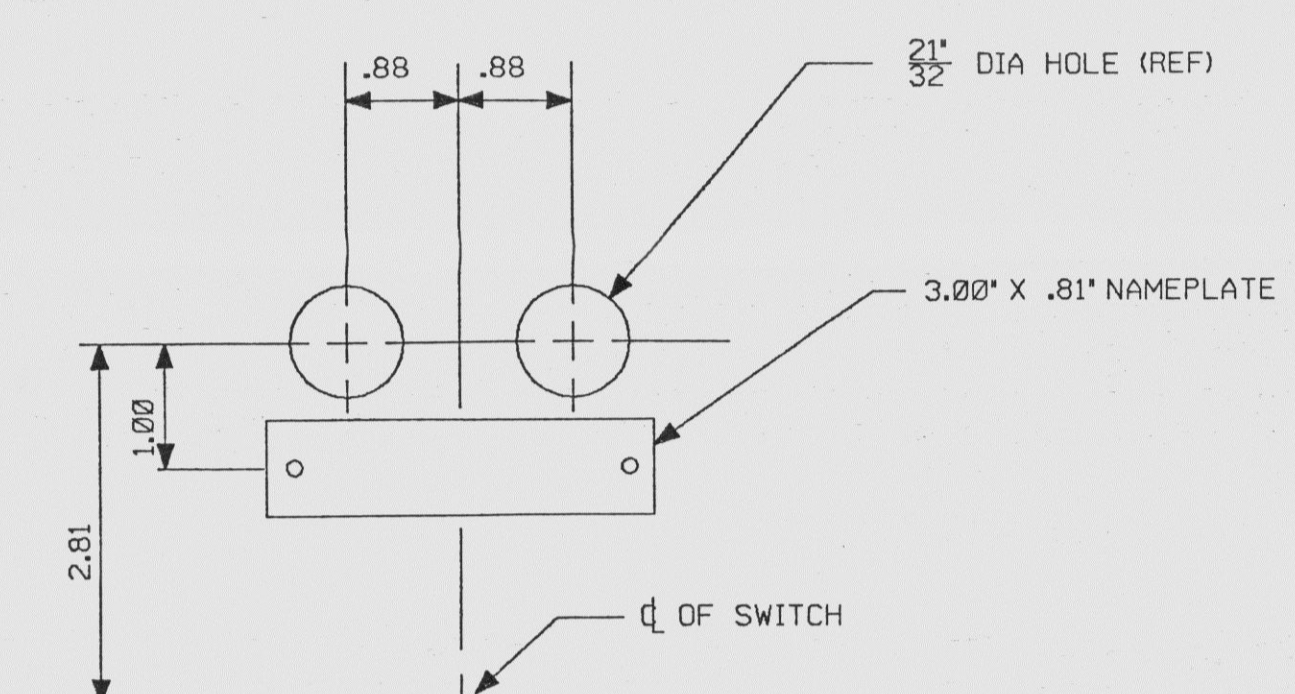 .88 .88
21"
32 DIA HOLE (REF)
3.00" X .81" NAMEPLATE
1.00
2.81
℄ OF SWITCH